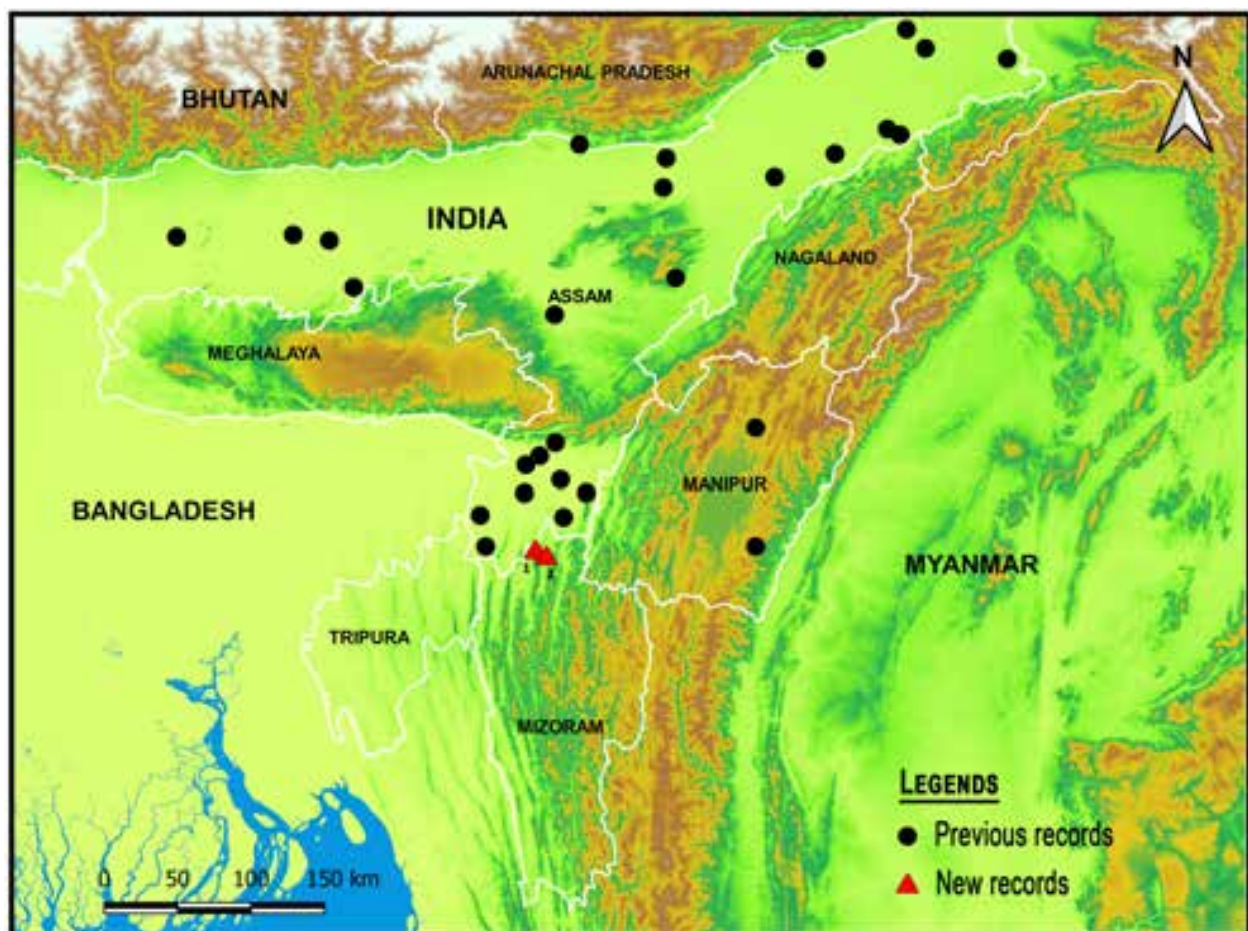 ARUNACHAL PRADESH
N
BHUTAN
INDIA
NAGALAND
ASSAM
MEGHALAYA
MANIPUR
BANGLADESH
MYANMAR
1
2
TRIPURA
MIZORAM
LEGENDS
Previous records
New records
0 50 100 150 km